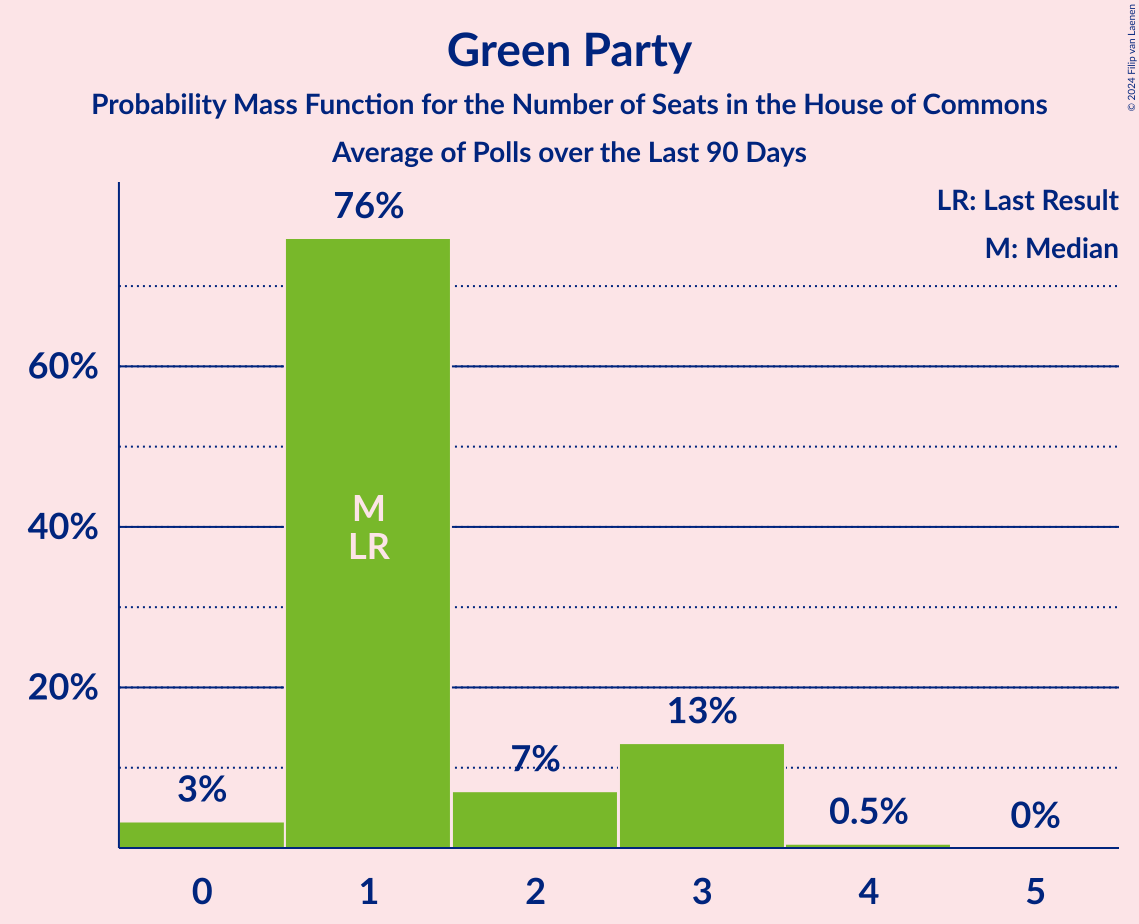 Green Party
Probability Mass Function for the Number of Seats in the House of Commons
Average of Polls over the Last 90 Days
© 2024 Filip van Laenen
LR: Last Result
M: Median
60%
40%
20%
3%
76%
M
LR
7%
13%
0.5%
0%
0
1
2
3
4
5